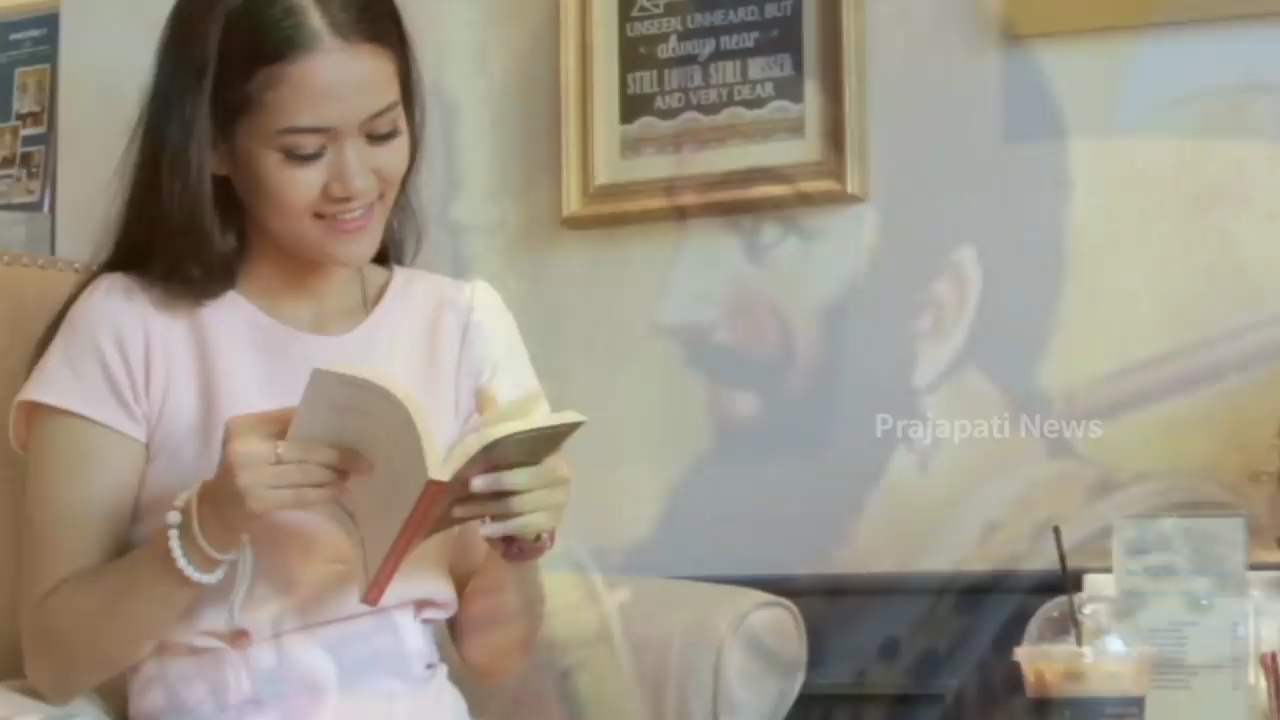 UNSEEN, UNHEARD, BUT
always near
STILL LOVED, STILL MISSED,
AND VERY DEAR
Prajapati News